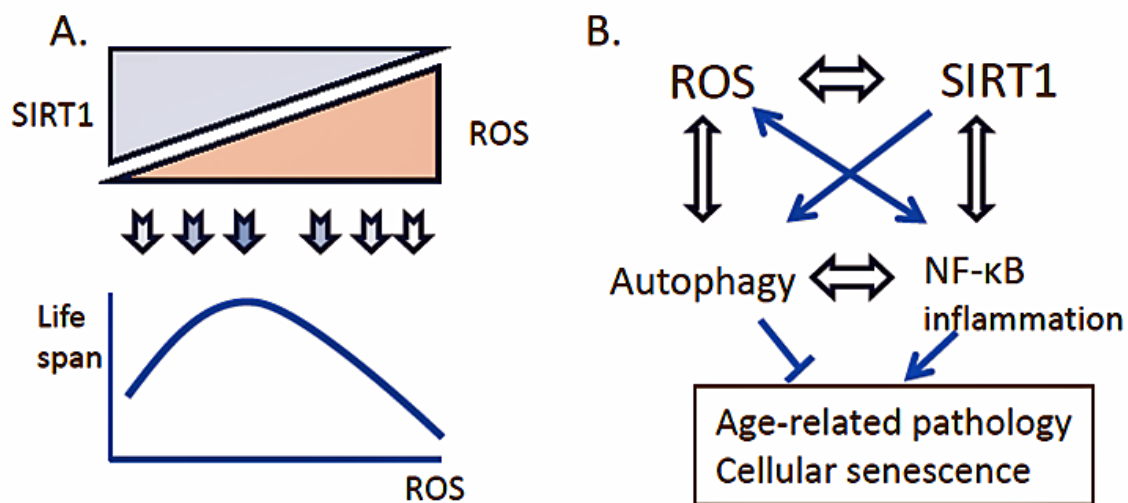 A.
SIRT1
ROS
Life
span
ROS
B.
ROS
SIRT1
Autophagy
NF-κB
inflammation
Age-related pathology
Cellular senescence